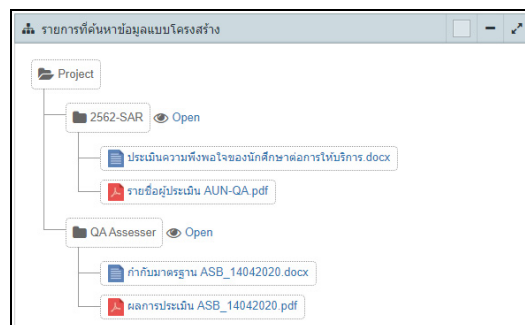 รายการที่ค้นหาข้อมูลแบบโครงสร้าง
Project
2562-SAR Open
ประเมินความพึงพอใจของนักศึกษาต่อการให้บริการ.docx
รายชื่อผู้ประเมิน AUN-QA.pdf
QA Assesser Open
กำกับมาตรฐาน ASB_14042020.docx
ผลการประเมิน ASB_14042020.pdf